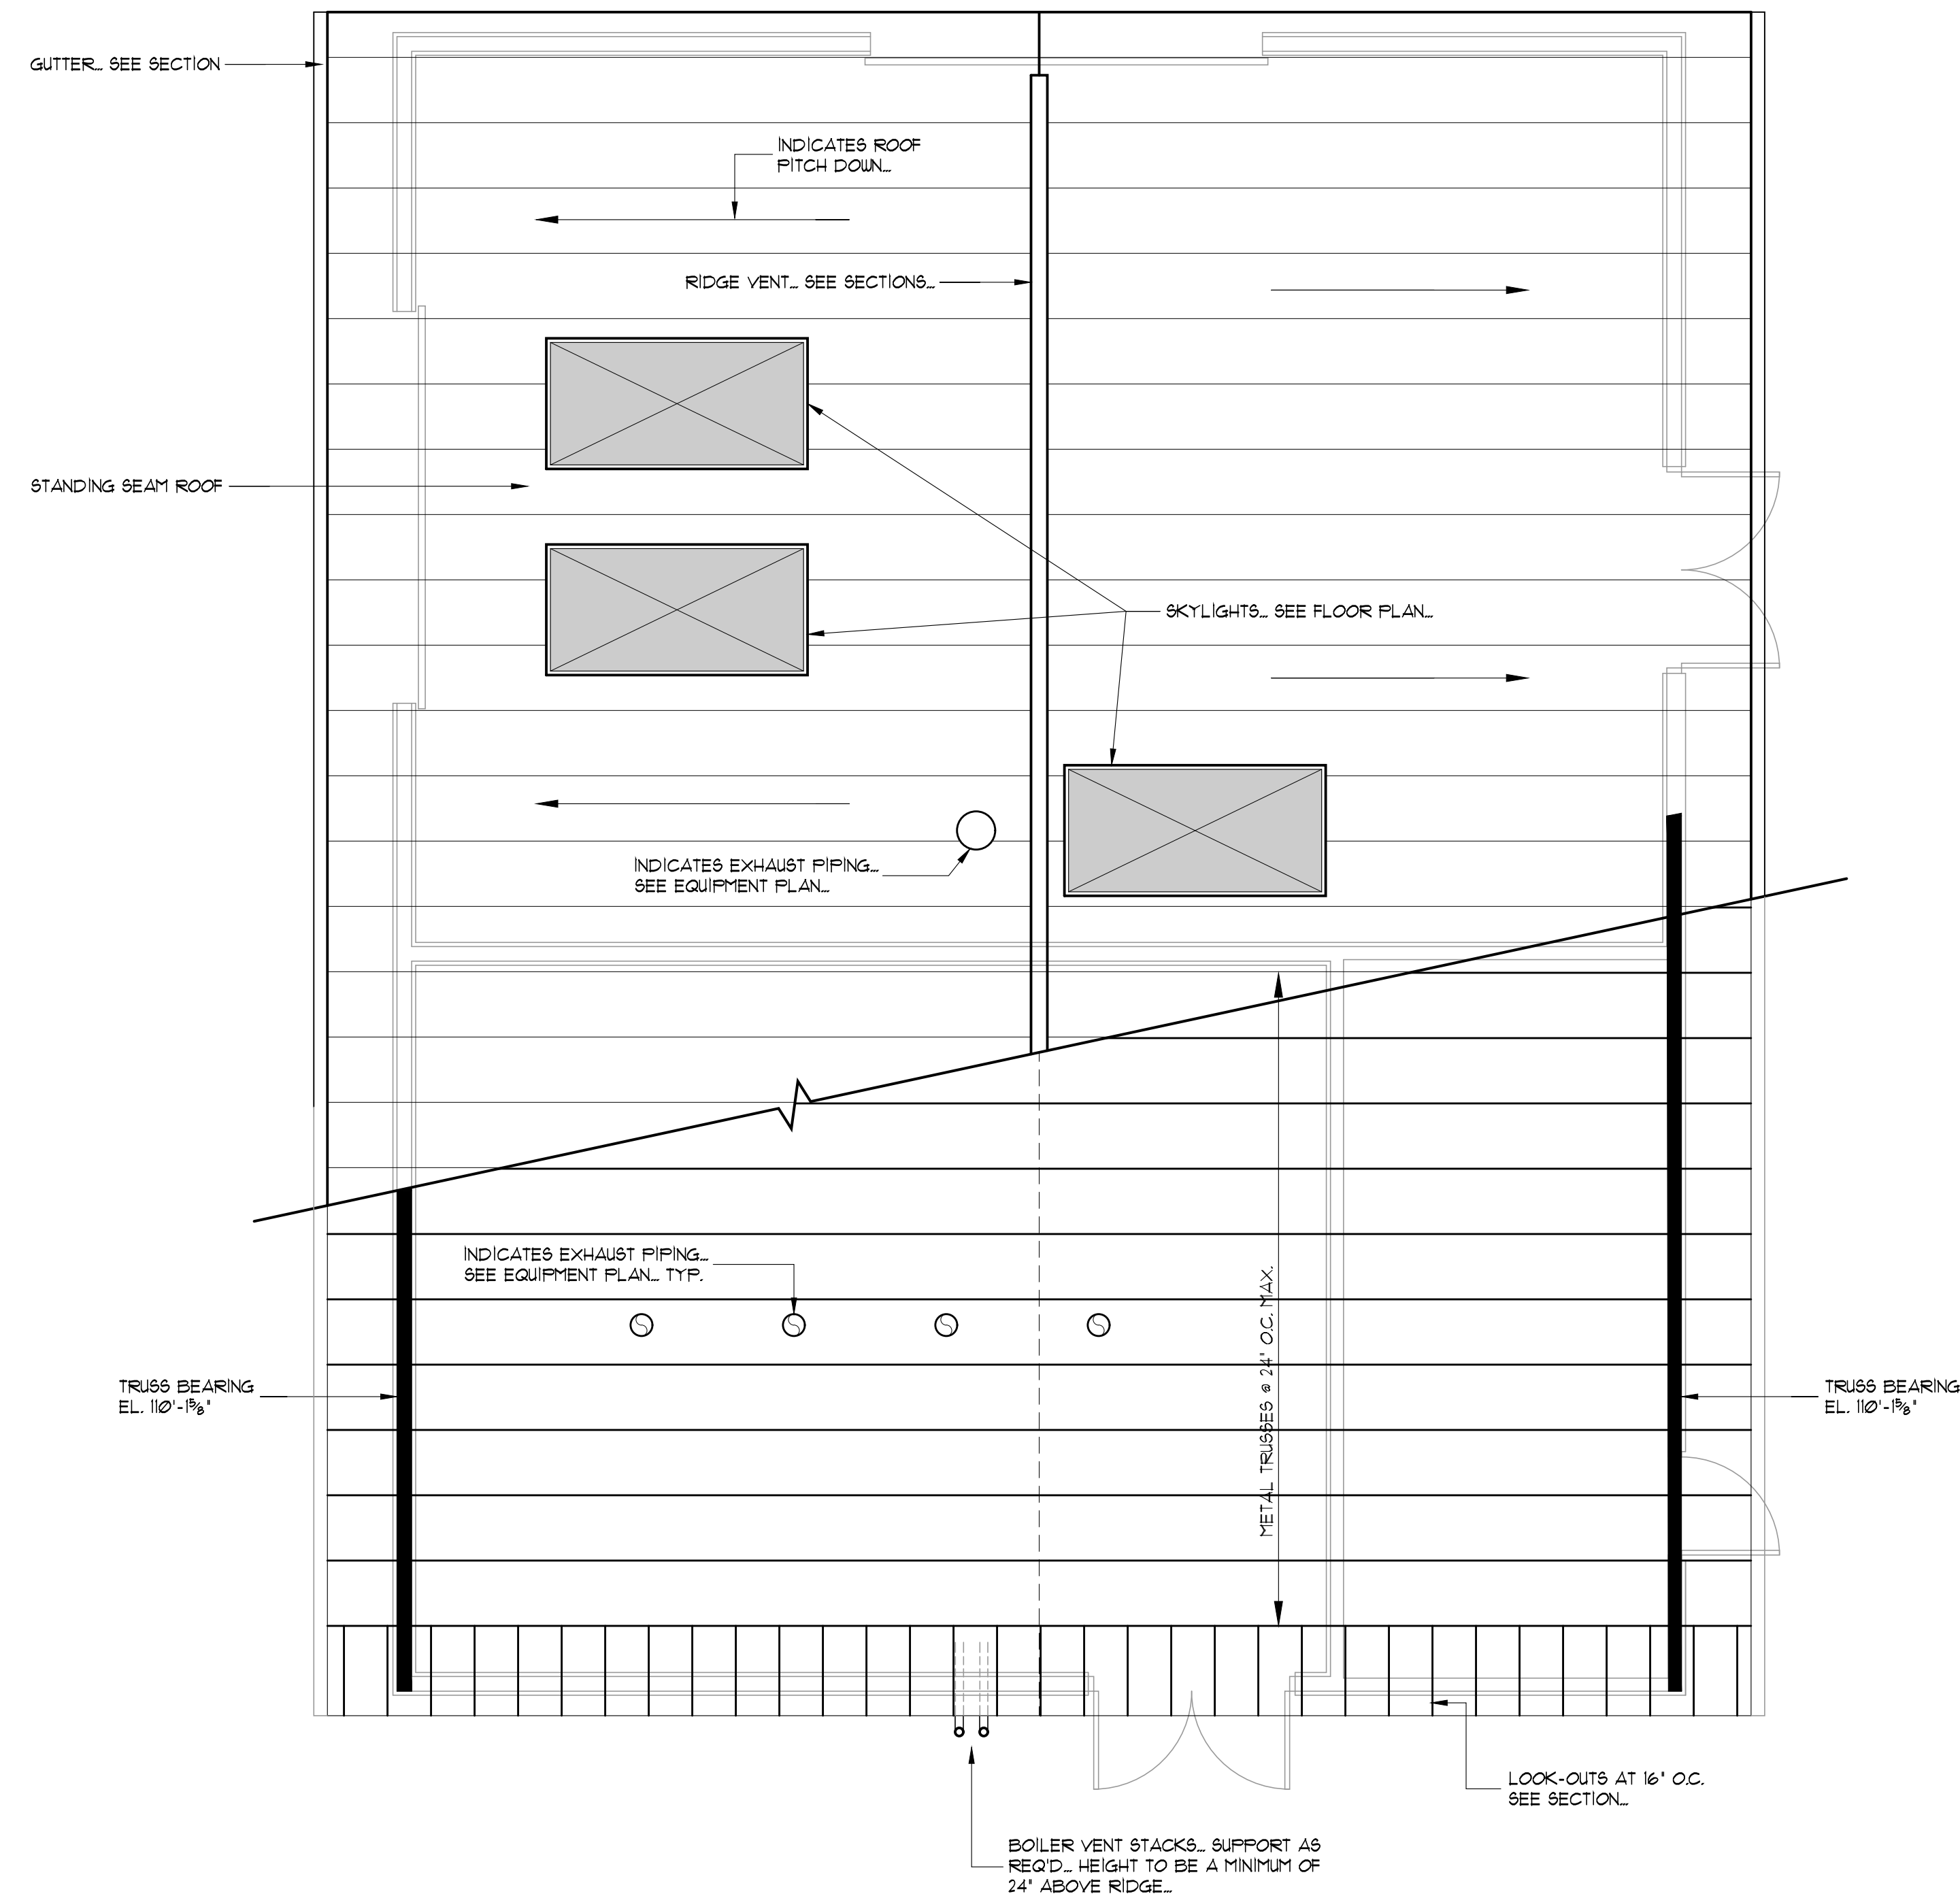 GUTTER... SEE SECTION
INDICATES ROOF
PITCH DOWN...
RIDGE VENT... SEE SECTIONS...
STANDING SEAM ROOF
SKYLIGHTS... SEE FLOOR PLAN...
INDICATES EXHAUST PIPING...
SEE EQUIPMENT PLAN...
INDICATES EXHAUST PIPING...
SEE EQUIPMENT PLAN... TYP.
METAL TRUSSES @ 24" O.C. MAX.
TRUSS BEARING
EL. 110'-1⅝"
TRUSS BEARING
EL. 110'-1⅝"
LOOK-OUTS AT 16" O.C.
SEE SECTION...
BOILER VENT STACKS... SUPPORT AS
REQ'D... HEIGHT TO BE A MINIMUM OF
24" ABOVE RIDGE...